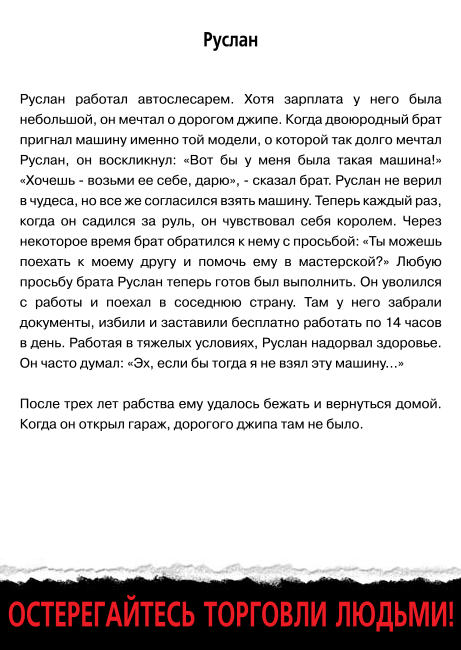 Руслан
Руслан работал автослесарем. Хотя зарплата у него была
небольшой, он мечтал о дорогом джипе. Когда двоюродный брат
пригнал машину именно той модели, о которой так долго мечтал
Руслан, он воскликнул: «Вот бы у меня была такая машина!»
«Хочешь - возьми ее себе, дарю», - сказал брат. Руслан не верил
в чудеса, но все же согласился взять машину. Теперь каждый раз,
когда он садился за руль, он чувствовал себя королем. Через
некоторое время брат обратился к нему с просьбой: «Ты можешь
поехать к моему другу и помочь ему в мастерской?» Любую
просьбу брата Руслан теперь готов был выполнить. Он уволился
с работы и поехал в соседнюю страну. Там у него забрали
документы, избили и заставили бесплатно работать по 14 часов
в день. Работая в тяжелых условиях, Руслан надорвал здоровье.
Он часто думал: «Эх, если бы тогда я не взял эту машину…»
После трех лет рабства ему удалось бежать и вернуться домой.
Когда он открыл гараж, дорогого джипа там не было.
ОСТЕРЕГАЙТЕСЬ ТОРГОВЛИ ЛЮДЬМИ!